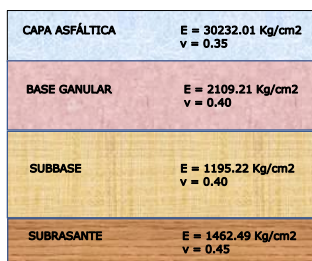 CAPA ASFÁLTICA E = 30232.01 Kg/cm2
v = 0.35
BASE GANULAR E = 2109.21 Kg/cm2
v = 0.40
SUBBASE E = 1195.22 Kg/cm2
v = 0.40
SUBRASANTE E = 1462.49 Kg/cm2
v = 0.45